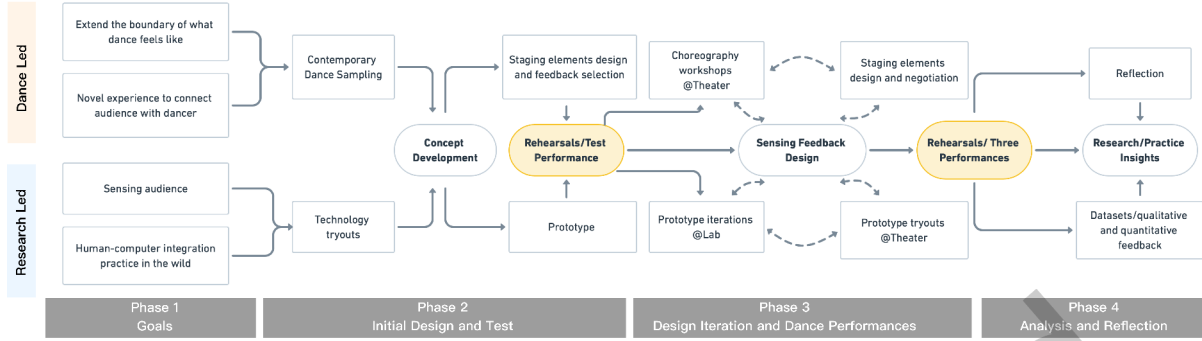 Dance Led
Extend the boundary of what
dance feels like
Novel experience to connect
audience with dancer
Contemporary
Dance Sampling
Staging elements design
and feedback selection
Choreography
workshops
@Theater
Staging elements
design and negotiation
Reflection
Concept
Development
Rehearsals/Test
Performance
Sensing Feedback
Design
Rehearsals/ Three
Performances
Research/Practice
Insights
Research Led
Sensing audience
Human-computer integration
practice in the wild
Technology
tryouts
Prototype
Prototype iterations
@Lab
Prototype tryouts
@Theater
Datasets/qualitative
and quantitative
feedback
Phase 1
Goals
Phase 2
Initial Design and Test
Phase 3
Design Iteration and Dance Performances
Phase 4
Analysis and Reflection